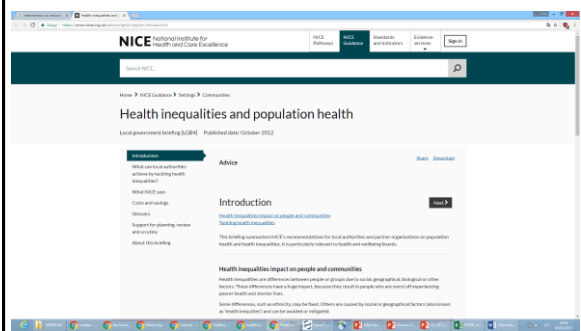 NICE National Institute for
Health and Care Excellence
NICE
Pathways
NICE
Guidance
Standards
and indicators
Evidence
services
Sign in
Search NICE...
Home > NICE Guidance > Settings > Communities
Health inequalities and population health
Local government briefing [LGB4] Published date: October 2012
Introduction
What can local authorities
achieve by tackling health
inequalities?
What NICE says
Costs and savings
Glossary
Support for planning, review
and scrutiny
About this briefing
Advice
Share Download
Introduction
Next >
Health inequalities impact on people and communities
Tackling health inequalities
This briefing summarises NICE's recommendations for local authorities and partner organisations on population
health and health inequalities. It is particularly relevant to health and wellbeing boards.
Health inequalities impact on people and communities
Health inequalities are differences between people or groups due to social, geographical, biological or other
factors. These differences have a huge impact, because they result in people who are worst off experiencing
poorer health and shorter lives.
Some differences, such as ethnicity, may be fixed. Others are caused by social or geographical factors (also known
as 'health inequities') and can be avoided or mitigated.